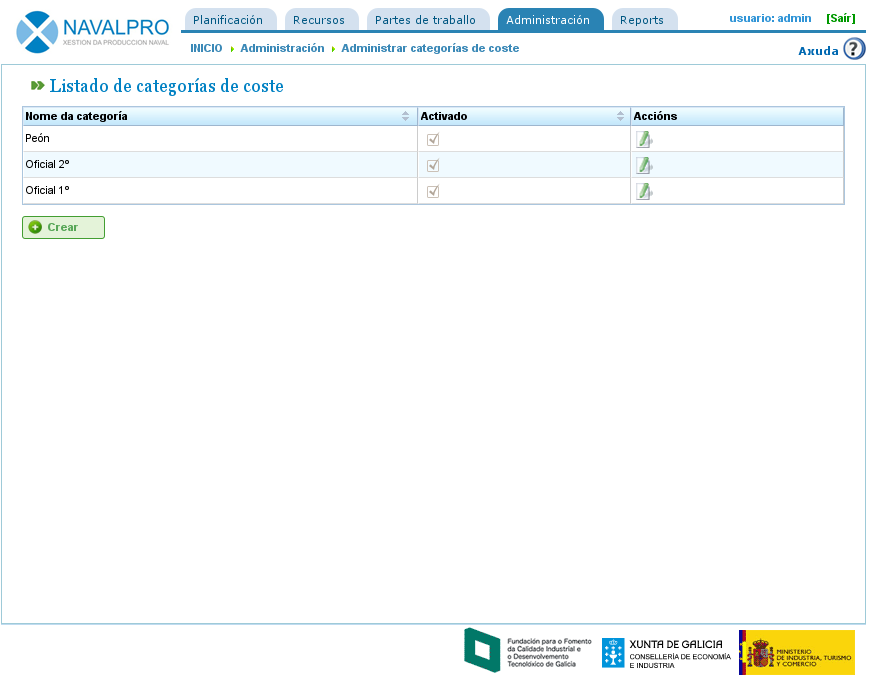 NAVALPRO
XESTION DA PRODUCCION NAVAL
Planificación Recursos Partes de traballo Administración Reports
usuario: admin [Saír]
INICIO Administración Administrar categorías de coste
Axuda ?
Listado de categorías de coste
Nome da categoría Activado Accións
Peón
Oficial 2º
Oficial 1º
Crear
Fundación para o Fomento
da Calidade Industrial e
o Desenvolvemento
Tecnolóxico de Galicia
XUNTA DE GALICIA
CONSELLERÍA DE ECONOMÍA
E INDUSTRIA
MINISTERIO
DE INDUSTRIA, TURISMO
Y COMERCIO